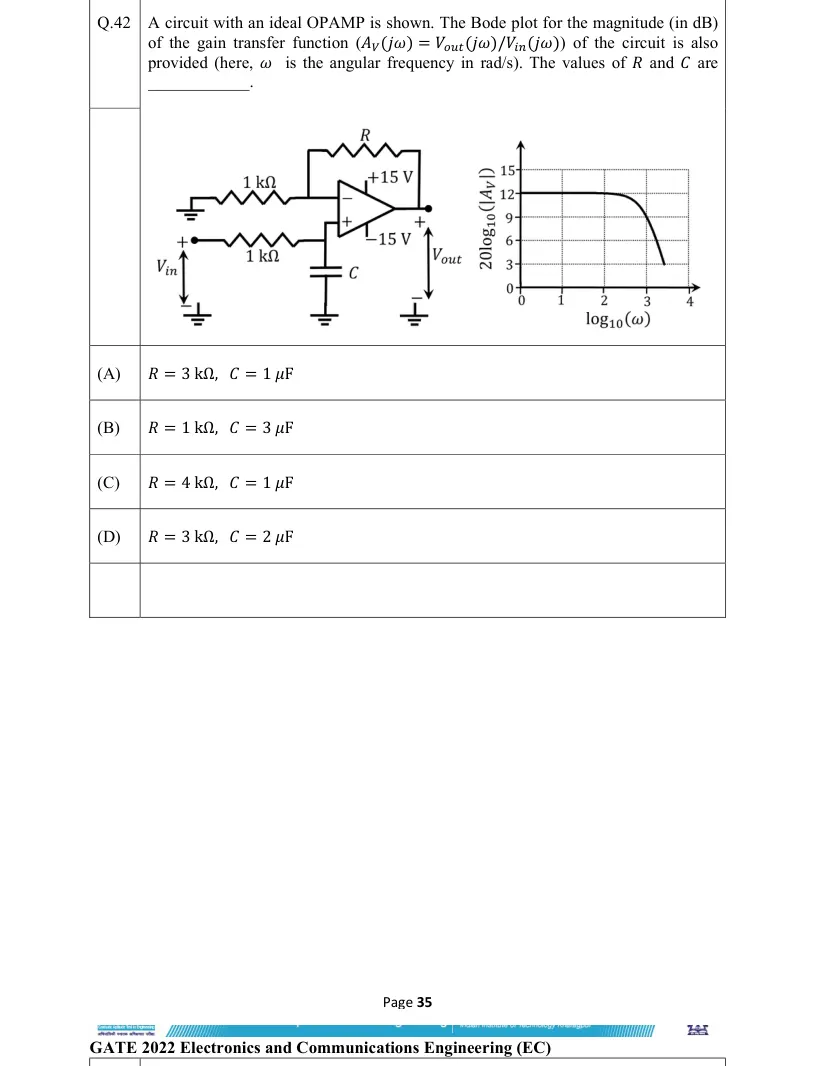 Q.42 A circuit with an ideal OPAMP is shown. The Bode plot for the magnitude (in dB)
of the gain transfer function (A_V(jω) = V_out(jω)/V_in(jω)) of the circuit is also
provided (here, ω is the angular frequency in rad/s). The values of R and C are
____________.
R
1 kΩ
+15 V
−
+
−15 V
+
1 kΩ
C
V_in
−
+
V_out
−
20log₁₀(|A_V|)
15
12
9
6
3
0
0 1 2 3 4
log₁₀(ω)
(A) R = 3 kΩ, C = 1 μF
(B) R = 1 kΩ, C = 3 μF
(C) R = 4 kΩ, C = 1 μF
(D) R = 3 kΩ, C = 2 μF
Page 35
GATE 2022 Electronics and Communications Engineering (EC)